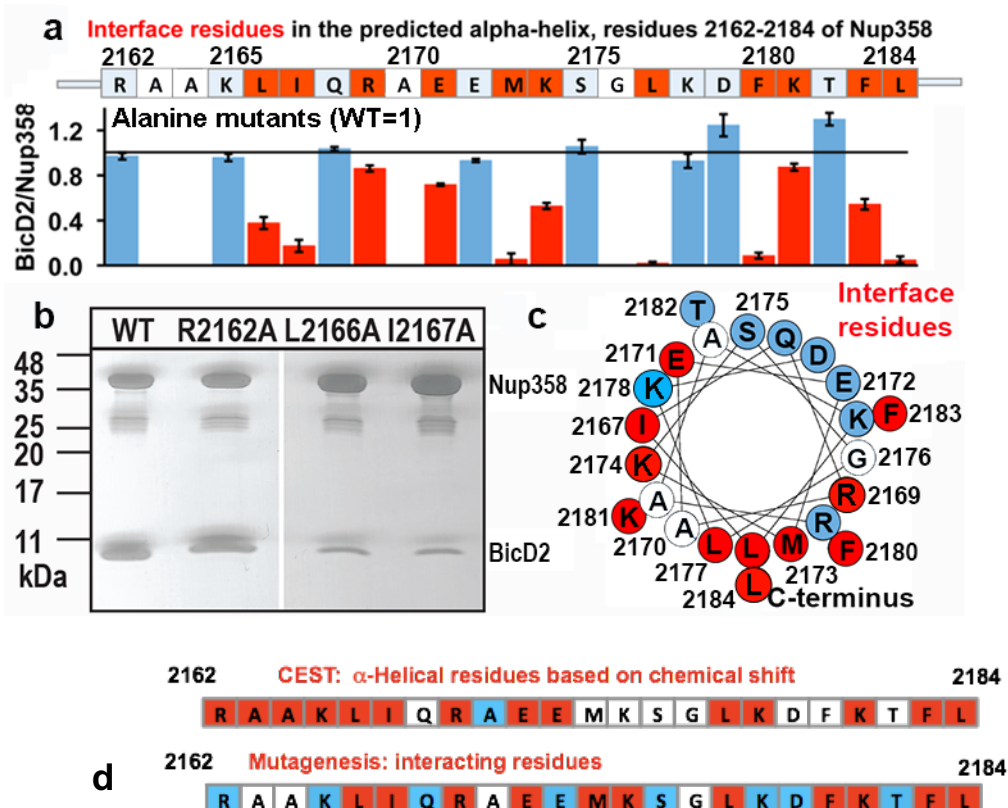 a Interface residues in the predicted alpha-helix, residues 2162-2184 of Nup358
2162 2165 2170 2175 2180 2184
R A A K L I Q R A E E M K S G L K D F K T F L
Alanine mutants (WT=1)
BicD2/Nup358
1.2
0.8
0.4
0.0
b
WT R2162A L2166A I2167A
48
35
25
20
17
11
kDa
Nup358
BicD2
c
Interface
residues
2182 T A S 2175 Q D
2171 E E 2172
2178 K K F 2183
2167 I G 2176
2174 K R 2169
2181 K A R F 2180
2170 A L L M 2173
2177
2184 L C-terminus
2162 CEST: α-Helical residues based on chemical shift 2184
R A A K L I Q R A E E M K S G L K D F K T F L
d 2162 Mutagenesis: interacting residues 2184
R A A K L I Q R A E E M K S G L K D F K T F L